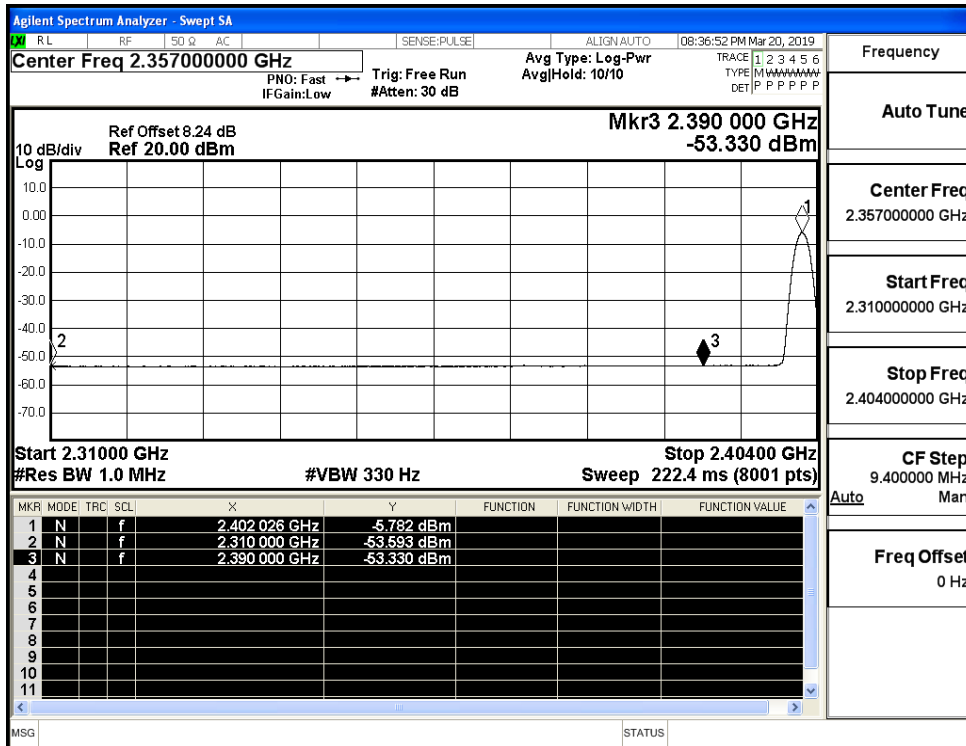 Agilent Spectrum Analyzer - Swept SA
LXI RL RF 50 Ω AC SENSE:PULSE ALIGN AUTO 08:36:52 PM Mar 20, 2019
Center Freq 2.357000000 GHz
PNO: Fast
IFGain:Low
Trig: Free Run
#Atten: 30 dB
Avg Type: Log-Pwr
Avg|Hold: 10/10
TRACE 1 2 3 4 5 6
TYPE M WWWWW
DET P P P P P P
Mkr3 2.390 000 GHz
-53.330 dBm
Ref Offset 8.24 dB
10 dB/div Ref 20.00 dBm
Log
10.0
0.00
-10.0
-20.0
-30.0
-40.0
-50.0
-60.0
-70.0
1
2
3
Start 2.31000 GHz Stop 2.40400 GHz
#Res BW 1.0 MHz #VBW 330 Hz Sweep 222.4 ms (8001 pts)
MKR MODE TRC SCL X Y FUNCTION FUNCTION WIDTH FUNCTION VALUE
1 N f 2.402 026 GHz -5.782 dBm
2 N f 2.310 000 GHz -53.593 dBm
3 N f 2.390 000 GHz -53.330 dBm
4
5
6
7
8
9
10
11
MSG STATUS
Frequency
Auto Tune
Center Freq
2.357000000 GHz
Start Freq
2.310000000 GHz
Stop Freq
2.404000000 GHz
CF Step
9.400000 MHz
Auto Man
Freq Offset
0 Hz